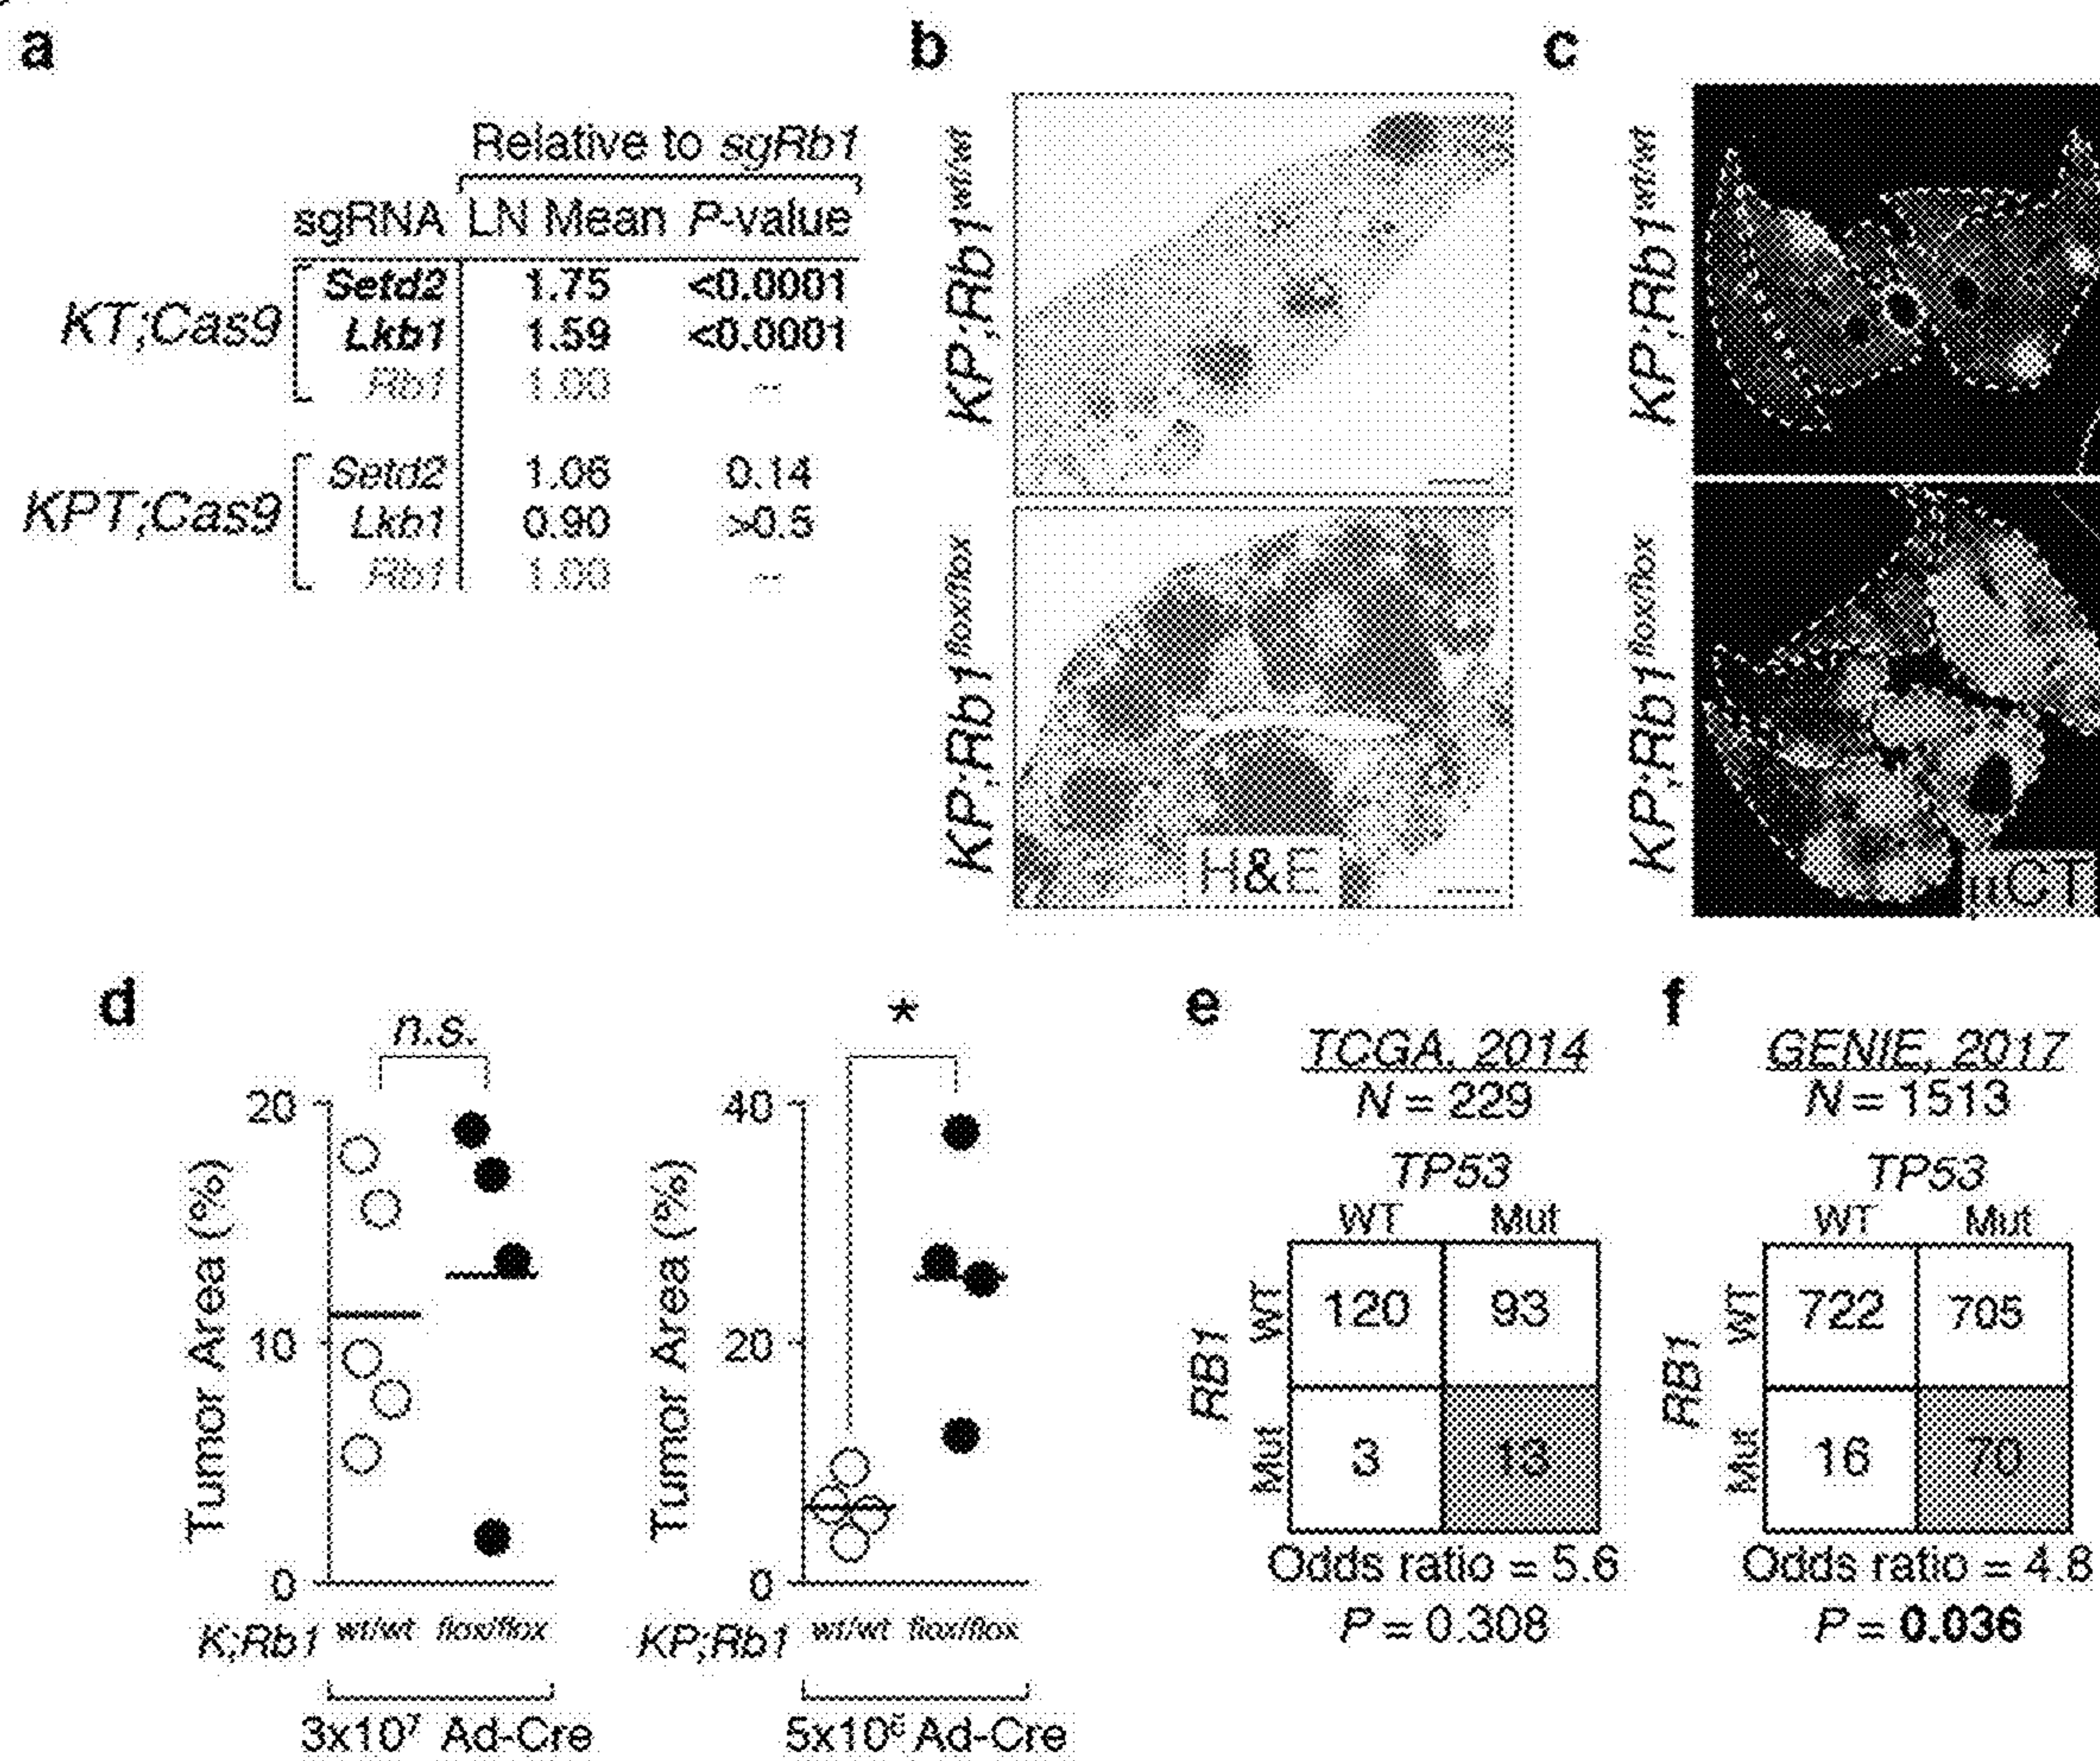 a
Relative to sgRb1
sgRNA LN Mean P-value
KT;Cas9
Setd2 1.75 <0.0001
Lkb1 1.59 <0.0001
Rb1 1.00 --
KPT;Cas9
Setd2 1.06 0.14
Lkb1 0.90 >0.5
Rb1 1.00 --
b
KP;Rb1wt/wt
KP;Rb1flox/flox
H&E
c
KP;Rb1wt/wt
KP;Rb1flox/flox
µCT
d
n.s.
20
10
0
Tumor Area (%)
K;Rb1 wt/wt flox/flox
3x10⁷ Ad-Cre
*
40
20
0
Tumor Area (%)
KP;Rb1 wt/wt flox/flox
Ad-Cre
e
TCGA, 2014
N = 229
TP53
WT Mut
RB1
WT 120 93
Mut 3 13
Odds ratio = 5.6
P = 0.308
f
GENIE, 2017
N = 1513
TP53
WT Mut
RB1
WT 722 705
Mut 16 70
Odds ratio = 4.6
P = 0.036